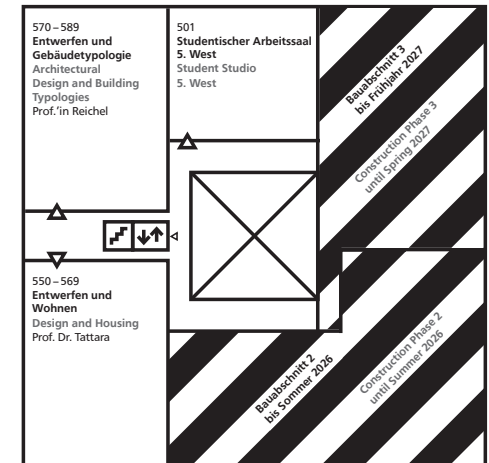 570 – 589
Entwerfen und
Gebäudetypologie
Architectural
Design and Building
Typologies
Prof.'in Reichel
501
Studentischer Arbeitssaal
5. West
Student Studio
5. West
Bauabschnitt 3
bis Frühjahr 2027
Construction Phase 3
until Spring 2027
550 – 569
Entwerfen und
Wohnen
Design and Housing
Prof. Dr. Tattara
Bauabschnitt 2
bis Sommer 2026
Construction Phase 2
until Summer 2026